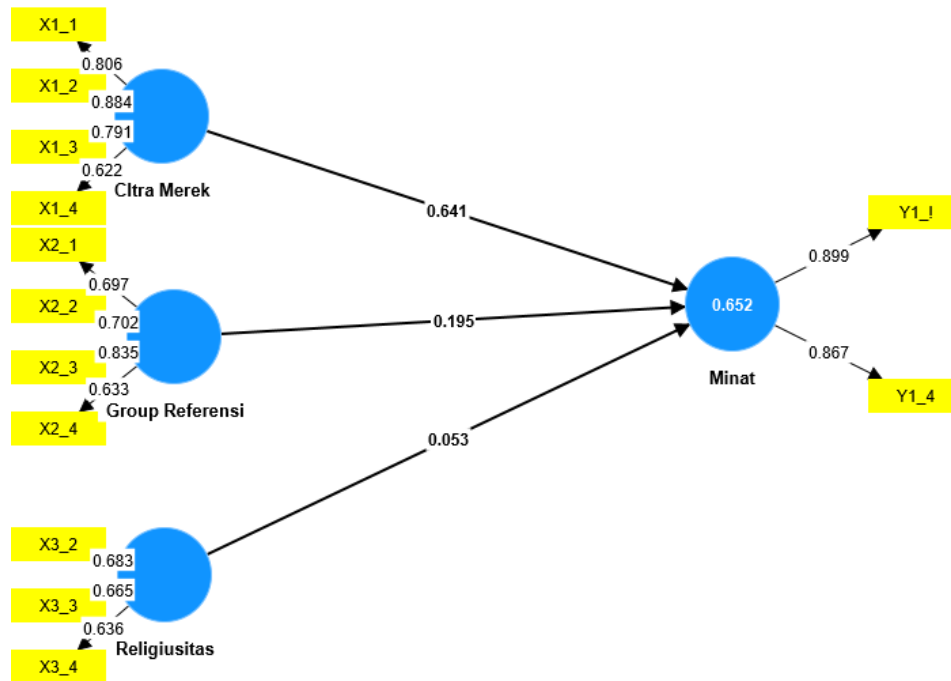 X1_1
0.806
X1_2
0.884
0.791
X1_3
0.622
X1_4
CItra Merek
X2_1
0.697
X2_2
0.702
0.835
X2_3
0.633
X2_4
Group Referensi
X3_2
0.683
0.665
X3_3
0.636
X3_4
Religiusitas
0.641
0.195
0.053
0.652
Minat
Y1_!
0.899
0.867
Y1_4